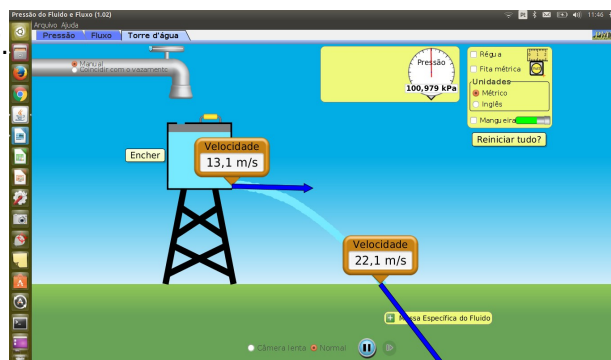 Pressão do Fluido e Fluxo (1.02)
Pt
11:46
Arquivo Ajuda
Pressão Fluxo Torre d'água
Manual
Coincidir com o vazamento
Pressão
100,979 kPa
Régua
Fita métrica
Unidades
Métrico
Inglês
Mangueira
Reiniciar tudo?
Encher
Velocidade
13,1 m/s
Velocidade
22,1 m/s
Massa Específica do Fluido
Câmera lenta Normal